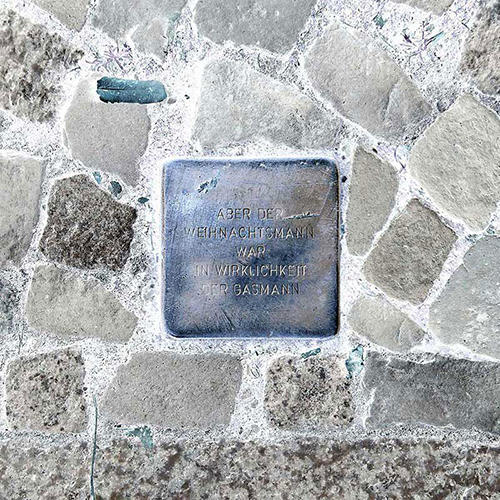 ABER DER
WEIHNACHTSMANN
WAR
IN WIRKLICHKEIT
DER GASMANN